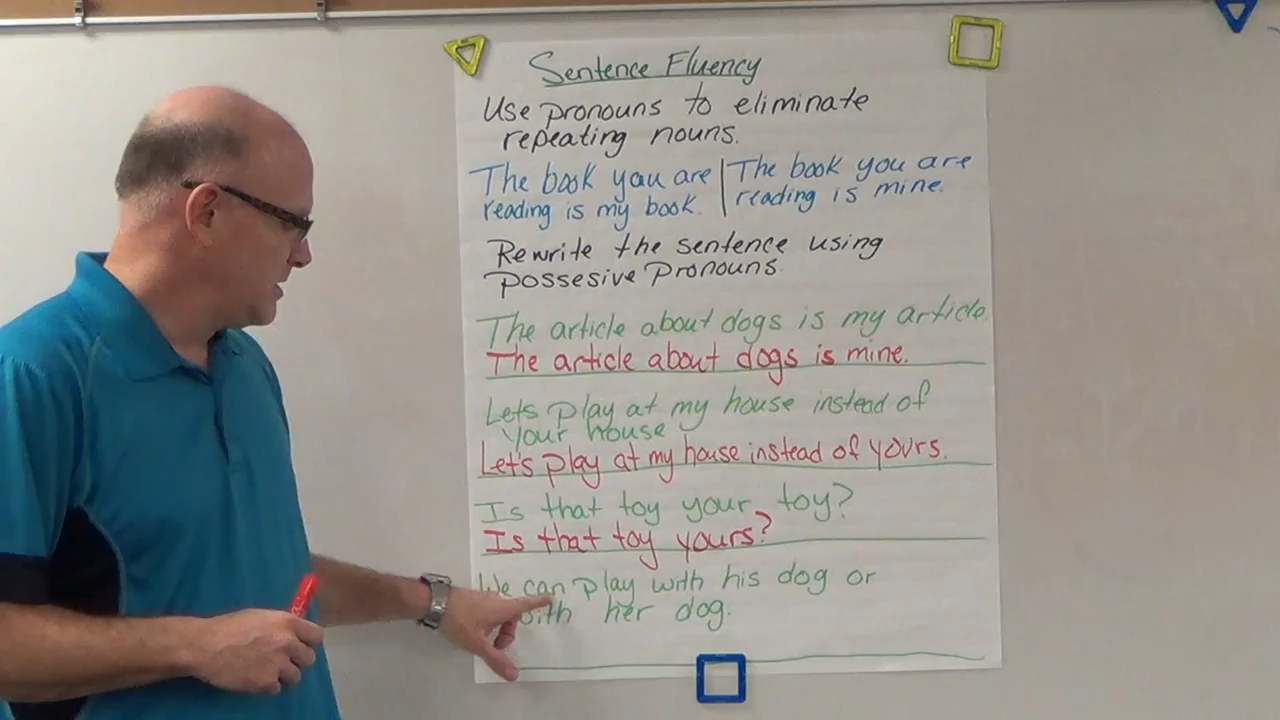 Sentence Fluency
Use pronouns to eliminate
repeating nouns.
The book you are
reading is my book.
The book you are
reading is mine.
Rewrite the sentence using
possesive pronouns.
The article about dogs is my article.
The article about dogs is mine.
Lets play at my house instead of
your house
Let's play at my house instead of yours.
Is that toy your toy?
Is that toy yours?
We can play with his dog or
with her dog.